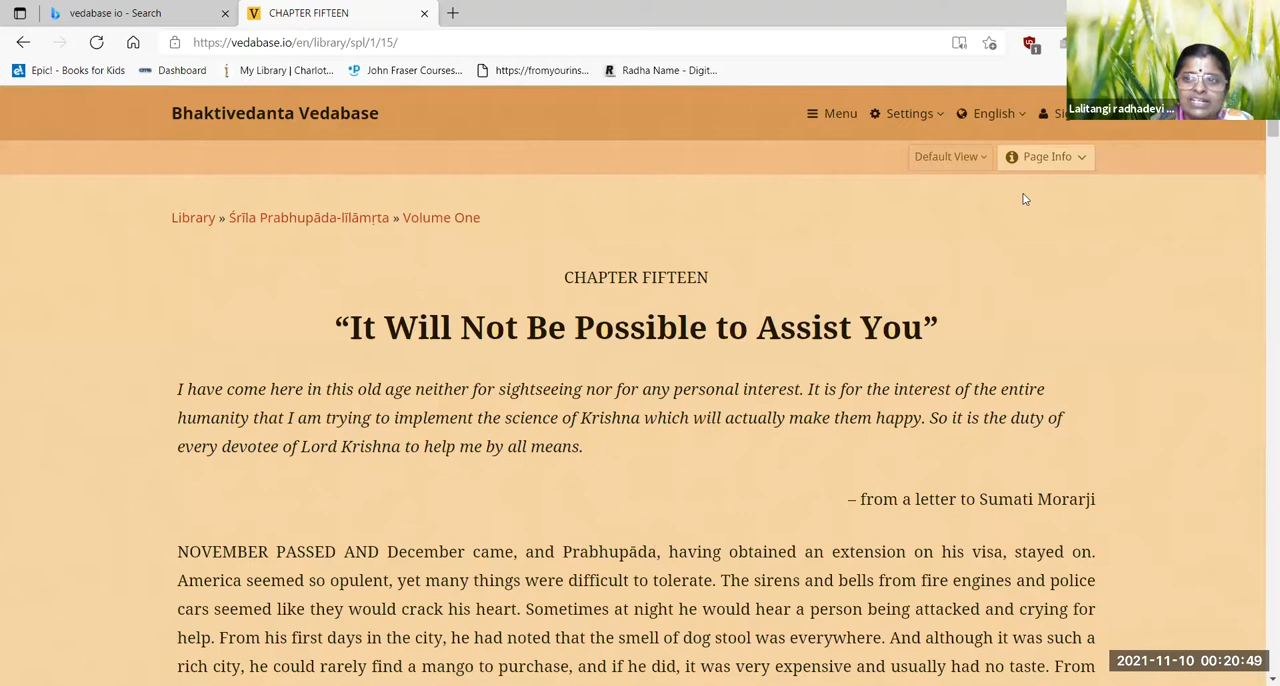 vedabase io - Search
CHAPTER FIFTEEN
https://vedabase.io/en/library/spl/1/15/
Epic! - Books for Kids
Dashboard
My Library | Charlot...
John Fraser Courses...
https://fromyourins...
Radha Name - Digit...
Lalitangi radhadevi ...
Bhaktivedanta Vedabase
Menu
Settings
English
Default View
Page Info
Library » Śrīla Prabhupāda-līlāmṛta » Volume One
CHAPTER FIFTEEN
“It Will Not Be Possible to Assist You”
I have come here in this old age neither for sightseeing nor for any personal interest. It is for the interest of the entire
humanity that I am trying to implement the science of Krishna which will actually make them happy. So it is the duty of
every devotee of Lord Krishna to help me by all means.
– from a letter to Sumati Morarji
NOVEMBER PASSED AND December came, and Prabhupāda, having obtained an extension on his visa, stayed on.
America seemed so opulent, yet many things were difficult to tolerate. The sirens and bells from fire engines and police
cars seemed like they would crack his heart. Sometimes at night he would hear a person being attacked and crying for
help. From his first days in the city, he had noted that the smell of dog stool was everywhere. And although it was such a
rich city, he could rarely find a mango to purchase, and if he did, it was very expensive and usually had no taste. From
2021-11-10 00:20:49